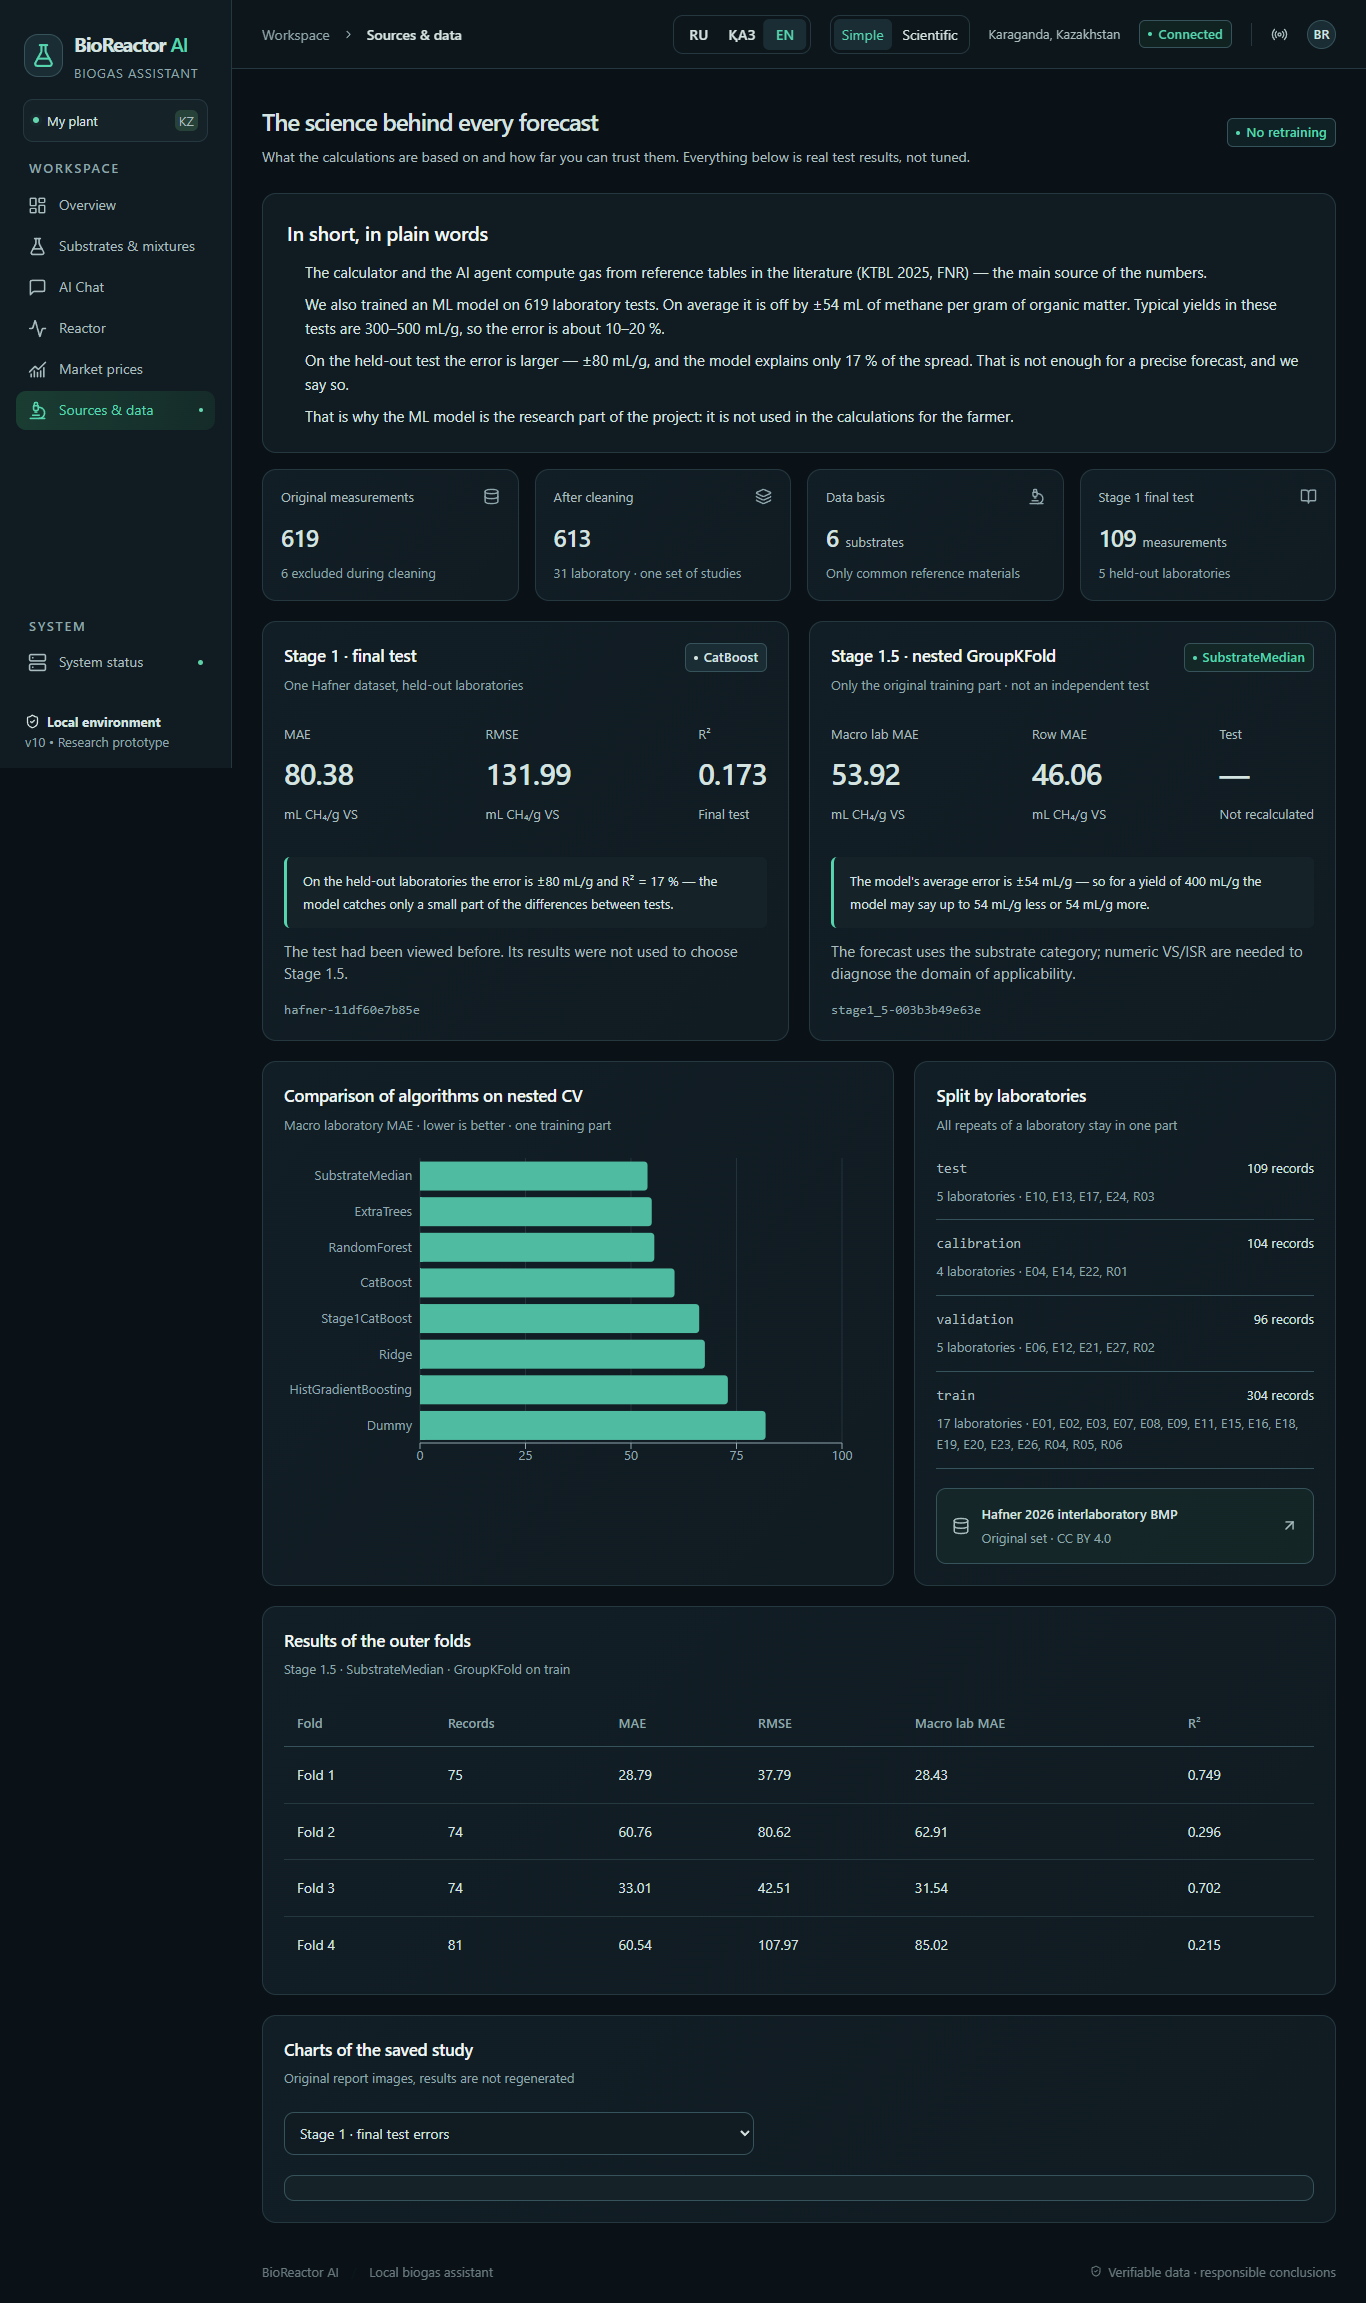 BioReactor AI
BIOGAS ASSISTANT
My plant KZ
WORKSPACE
Overview
Substrates & mixtures
AI Chat
Reactor
Market prices
Sources & data
SYSTEM
System status
Local environment
v10 • Research prototype
Workspace > Sources & data
RU ҚАЗ EN
Simple Scientific
Karaganda, Kazakhstan
Connected
BR
The science behind every forecast
What the calculations are based on and how far you can trust them. Everything below is real test results, not tuned.
No retraining
In short, in plain words
The calculator and the AI agent compute gas from reference tables in the literature (KTBL 2025, FNR) — the main source of the numbers.
We also trained an ML model on 619 laboratory tests. On average it is off by ±54 mL of methane per gram of organic matter. Typical yields in these
tests are 300–500 mL/g, so the error is about 10–20 %.
On the held-out test the error is larger — ±80 mL/g, and the model explains only 17 % of the spread. That is not enough for a precise forecast, and we
say so.
That is why the ML model is the research part of the project: it is not used in the calculations for the farmer.
Original measurements
619
6 excluded during cleaning
After cleaning
613
31 laboratory · one set of studies
Data basis
6 substrates
Only common reference materials
Stage 1 final test
109 measurements
5 held-out laboratories
Stage 1 · final test
CatBoost
One Hafner dataset, held-out laboratories
MAE RMSE R²
80.38 131.99 0.173
mL CH₄/g VS mL CH₄/g VS Final test
On the held-out laboratories the error is ±80 mL/g and R² = 17 % — the
model catches only a small part of the differences between tests.
The test had been viewed before. Its results were not used to choose
Stage 1.5.
hafner-11df60e7b85e
Stage 1.5 · nested GroupKFold
SubstrateMedian
Only the original training part · not an independent test
Macro lab MAE Row MAE Test
53.92 46.06 —
mL CH₄/g VS mL CH₄/g VS Not recalculated
The model's average error is ±54 mL/g — so for a yield of 400 mL/g the
model may say up to 54 mL/g less or 54 mL/g more.
The forecast uses the substrate category; numeric VS/ISR are needed to
diagnose the domain of applicability.
stage1_5-003b3b49e63e
Comparison of algorithms on nested CV
Macro laboratory MAE · lower is better · one training part
SubstrateMedian
ExtraTrees
RandomForest
CatBoost
Stage1CatBoost
Ridge
HistGradientBoosting
Dummy
0 25 50 75 100
Split by laboratories
All repeats of a laboratory stay in one part
test 109 records
5 laboratories · E10, E13, E17, E24, R03
calibration 104 records
4 laboratories · E04, E14, E22, R01
validation 96 records
5 laboratories · E06, E12, E21, E27, R02
train 304 records
17 laboratories · E01, E02, E03, E07, E08, E09, E11, E15, E16, E18,
E19, E20, E23, E26, R04, R05, R06
Hafner 2026 interlaboratory BMP
Original set · CC BY 4.0
Results of the outer folds
Stage 1.5 · SubstrateMedian · GroupKFold on train
Fold Records MAE RMSE Macro lab MAE R²
Fold 1 75 28.79 37.79 28.43 0.749
Fold 2 74 60.76 80.62 62.91 0.296
Fold 3 74 33.01 42.51 31.54 0.702
Fold 4 81 60.54 107.97 85.02 0.215
Charts of the saved study
Original report images, results are not regenerated
Stage 1 · final test errors
BioReactor AI Local biogas assistant
Verifiable data · responsible conclusions